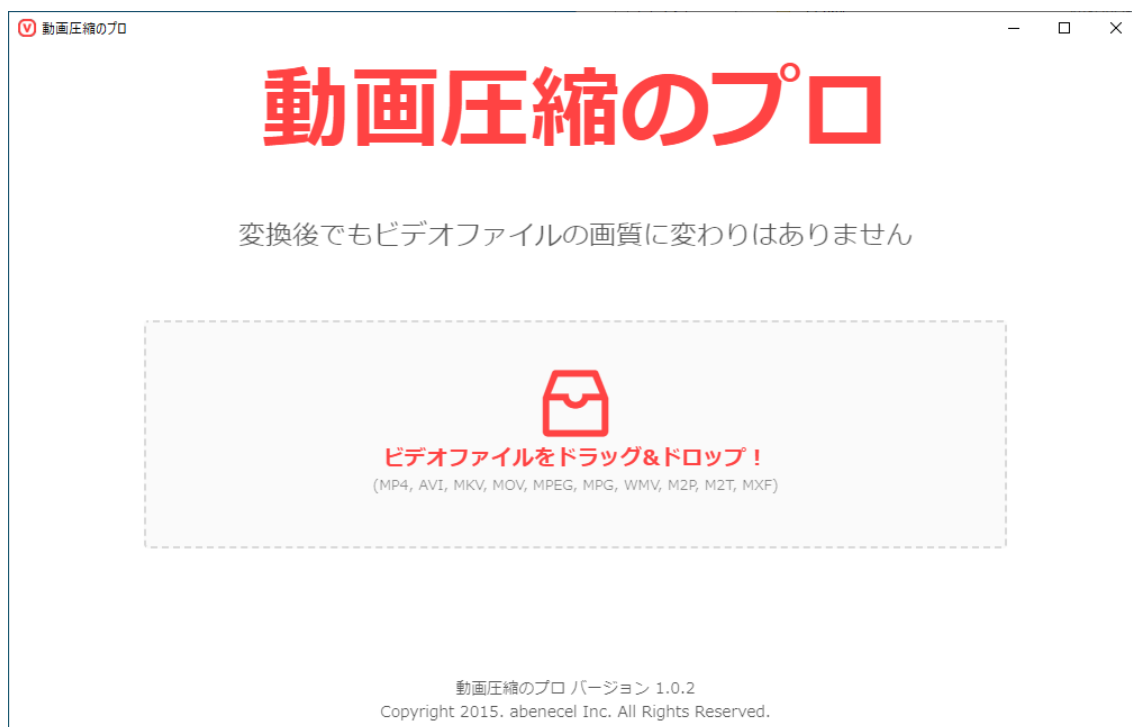 動画圧縮のプロ
動画圧縮のプロ
変換後でもビデオファイルの画質に変わりはありません
ビデオファイルをドラッグ&ドロップ！
(MP4, AVI, MKV, MOV, MPEG, MPG, WMV, M2P, M2T, MXF)
動画圧縮のプロ バージョン 1.0.2
Copyright 2015. abenecel Inc. All Rights Reserved.